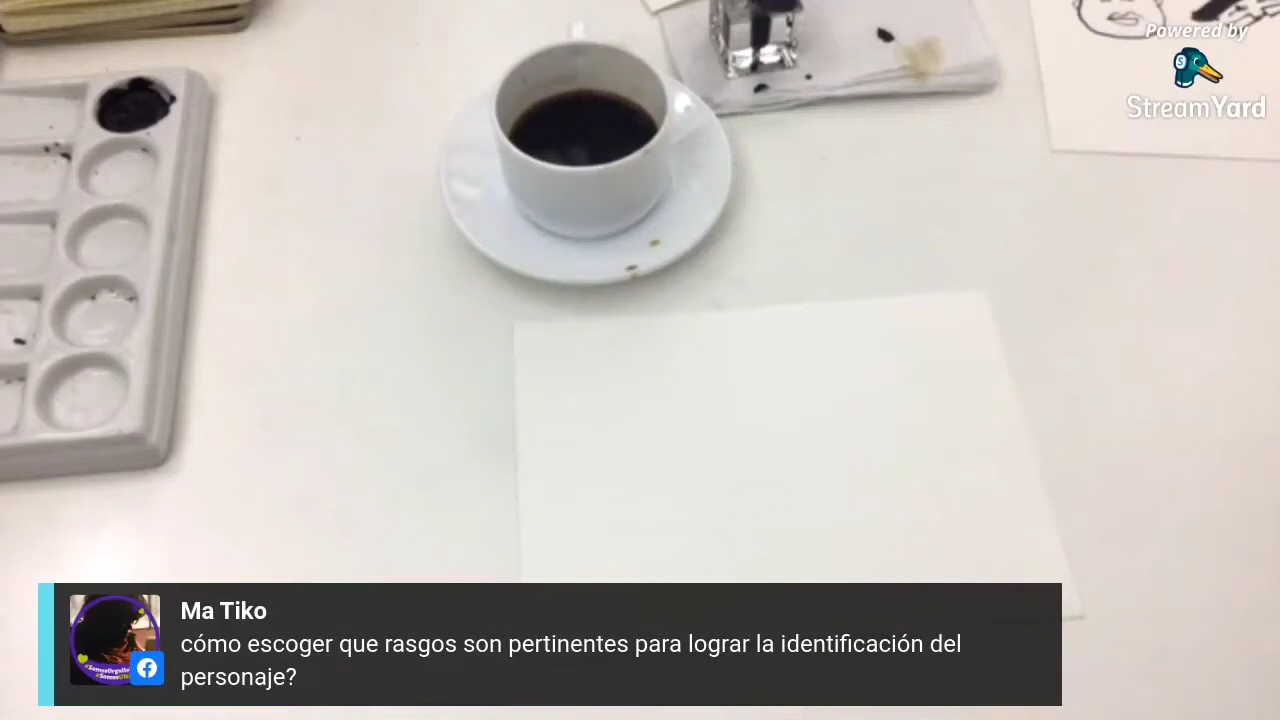 Powered by
StreamYard
Ma Tiko
cómo escoger que rasgos son pertinentes para lograr la identificación del
personaje?